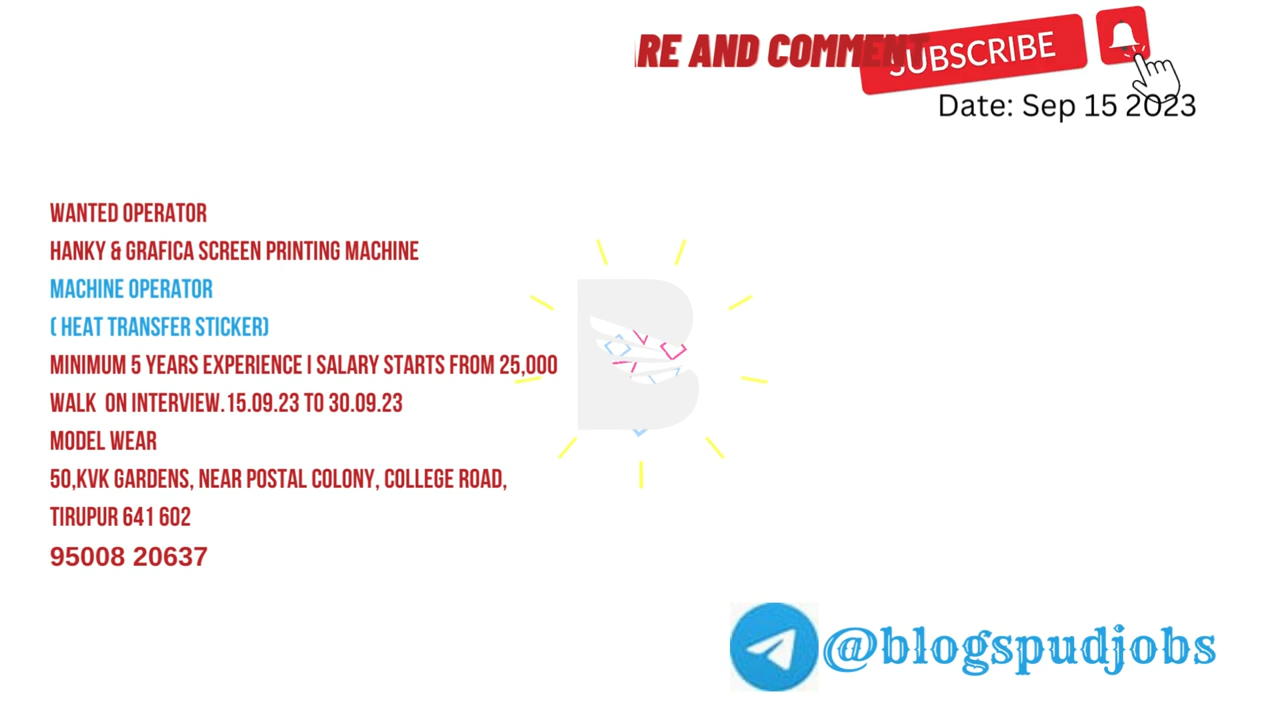 RE AND COMMENT
SUBSCRIBE
Date: Sep 15 2023
WANTED OPERATOR
HANKY & GRAFICA SCREEN PRINTING MACHINE
MACHINE OPERATOR
( HEAT TRANSFER STICKER)
MINIMUM 5 YEARS EXPERIENCE I SALARY STARTS FROM 25,000
WALK ON INTERVIEW.15.09.23 TO 30.09.23
MODEL WEAR
50,KVK GARDENS, NEAR POSTAL COLONY, COLLEGE ROAD,
TIRUPUR 641 602
95008 20637
B
@blogspudjobs